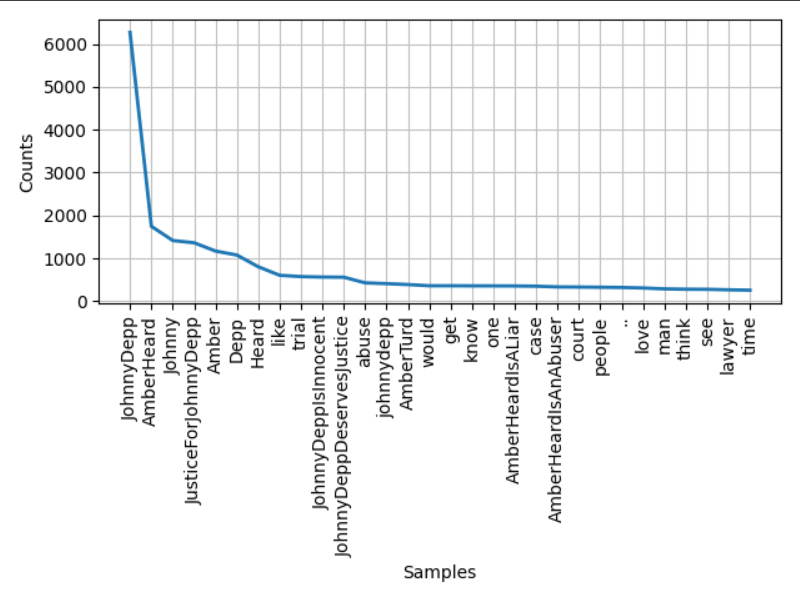 Counts
6000
5000
4000
3000
2000
1000
0
JohnnyDepp
AmberHeard
Johnny
JusticeForJohnnyDepp
Amber
Depp
Heard
like
trial
JohnnyDeppIsInnocent
JohnnyDeppDeservesJustice
abuse
johnnydepp
AmberTurd
would
get
know
one
AmberHeardIsALiar
case
AmberHeardIsAnAbuser
court
people
..
love
man
think
see
lawyer
time
Samples